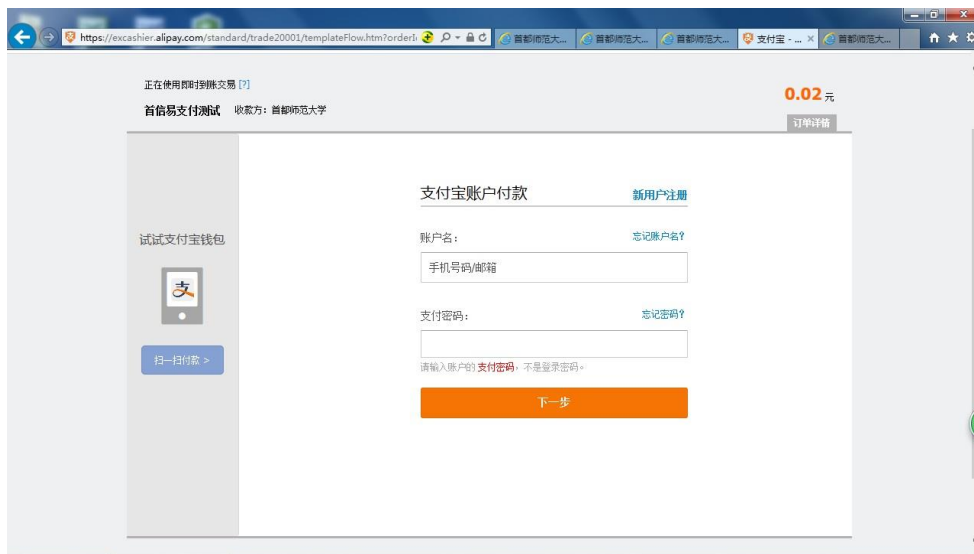 https://excashier.alipay.com/standard/trade20001/templateFlow.htm?orderI
首都师范大...
首都师范大...
首都师范大...
支付宝 - ...
首都师范大...
正在使用即时到账交易 [?]
首信易支付测试 收款方：首都师范大学
0.02 元
订单详情
支付宝账户付款
新用户注册
试试支付宝钱包
支
扫一扫付款 >
账户名：
忘记账户名?
手机号码/邮箱
支付密码：
忘记密码?
请输入账户的 支付密码，不是登录密码。
下一步